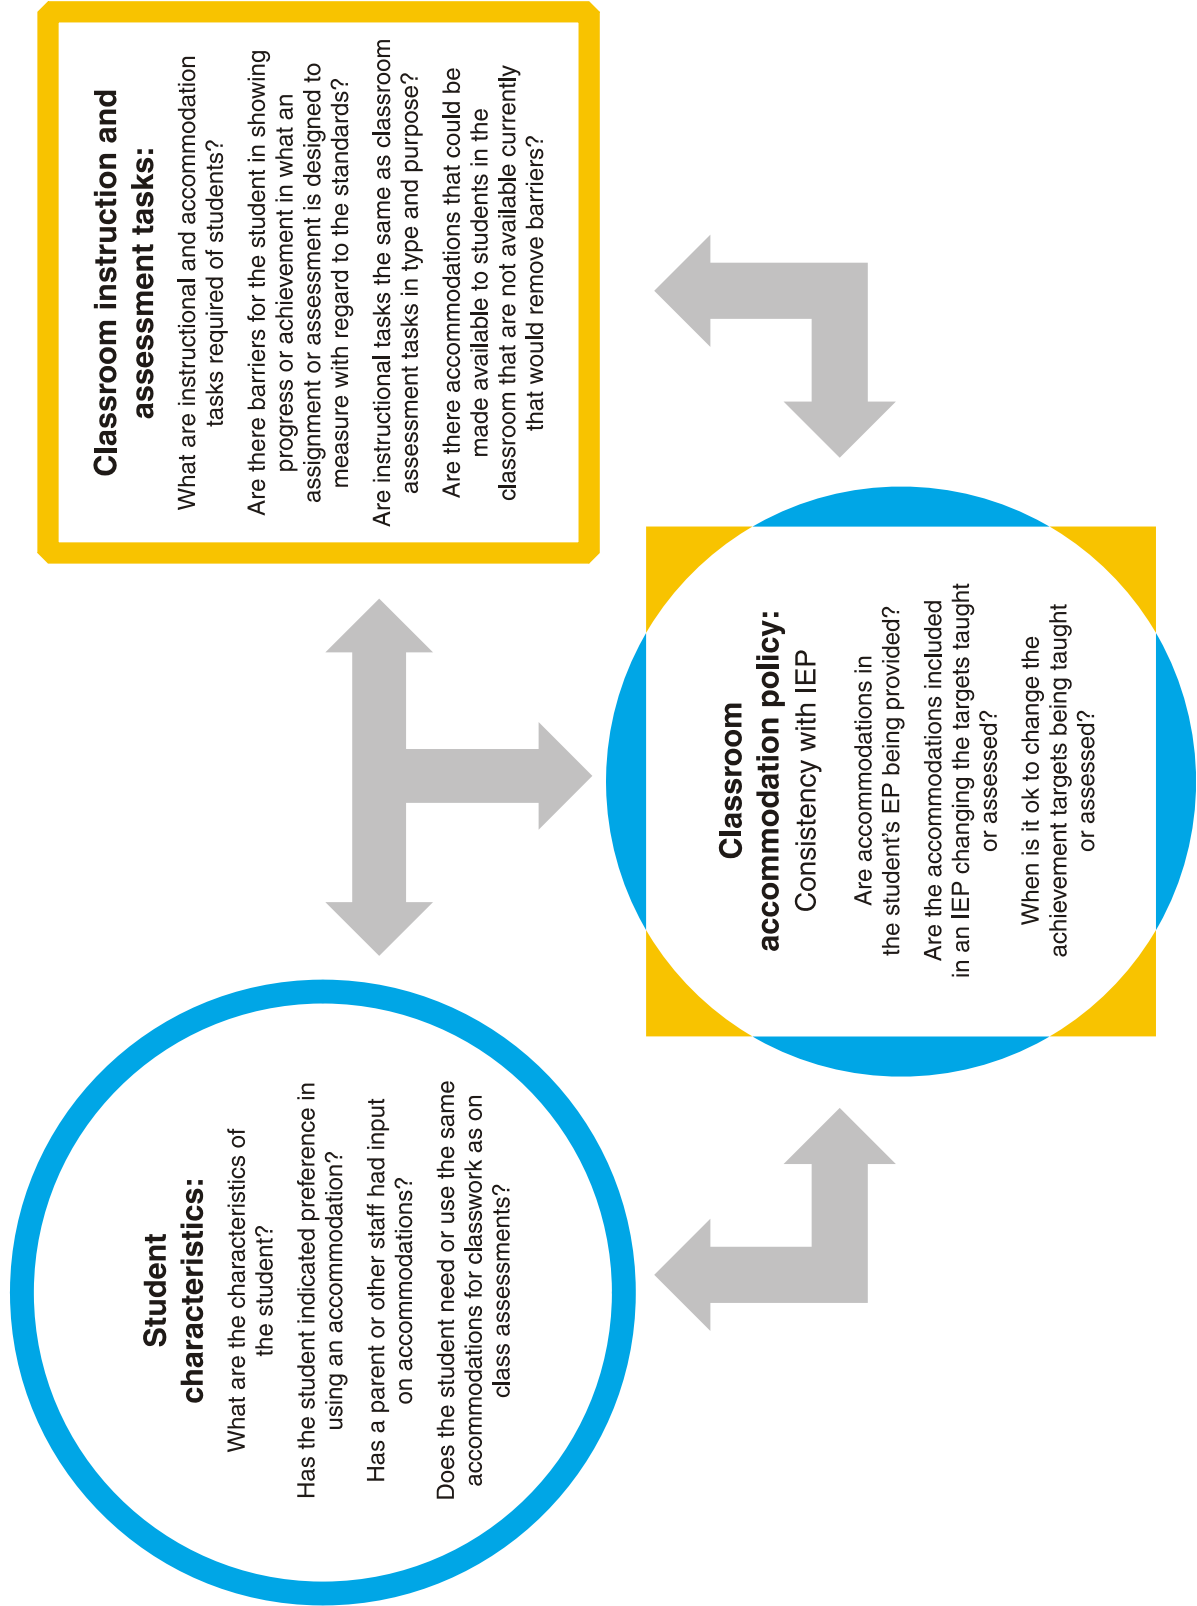 Student
characteristics:
What are the characteristics of
the student?
Has the student indicated preference in
using an accommodation?
Has a parent or other staff had input
on accommodations?
Does the student need or use the same
accommodations for classwork as on
class assessments?
Classroom instruction and
assessment tasks:
What are instructional and accommodation
tasks required of students?
Are there barriers for the student in showing
progress or achievement in what an
assignment or assessment is designed to
measure with regard to the standards?
Are instructional tasks the same as classroom
assessment tasks in type and purpose?
Are there accommodations that could be
made available to students in the
classroom that are not available currently
that would remove barriers?
Classroom
accommodation policy:
Consistency with IEP
Are accommodations in
the student's EP being provided?
Are the accommodations included
in an IEP changing the targets taught
or assessed?
When is it ok to change the
achievement targets being taught
or assessed?